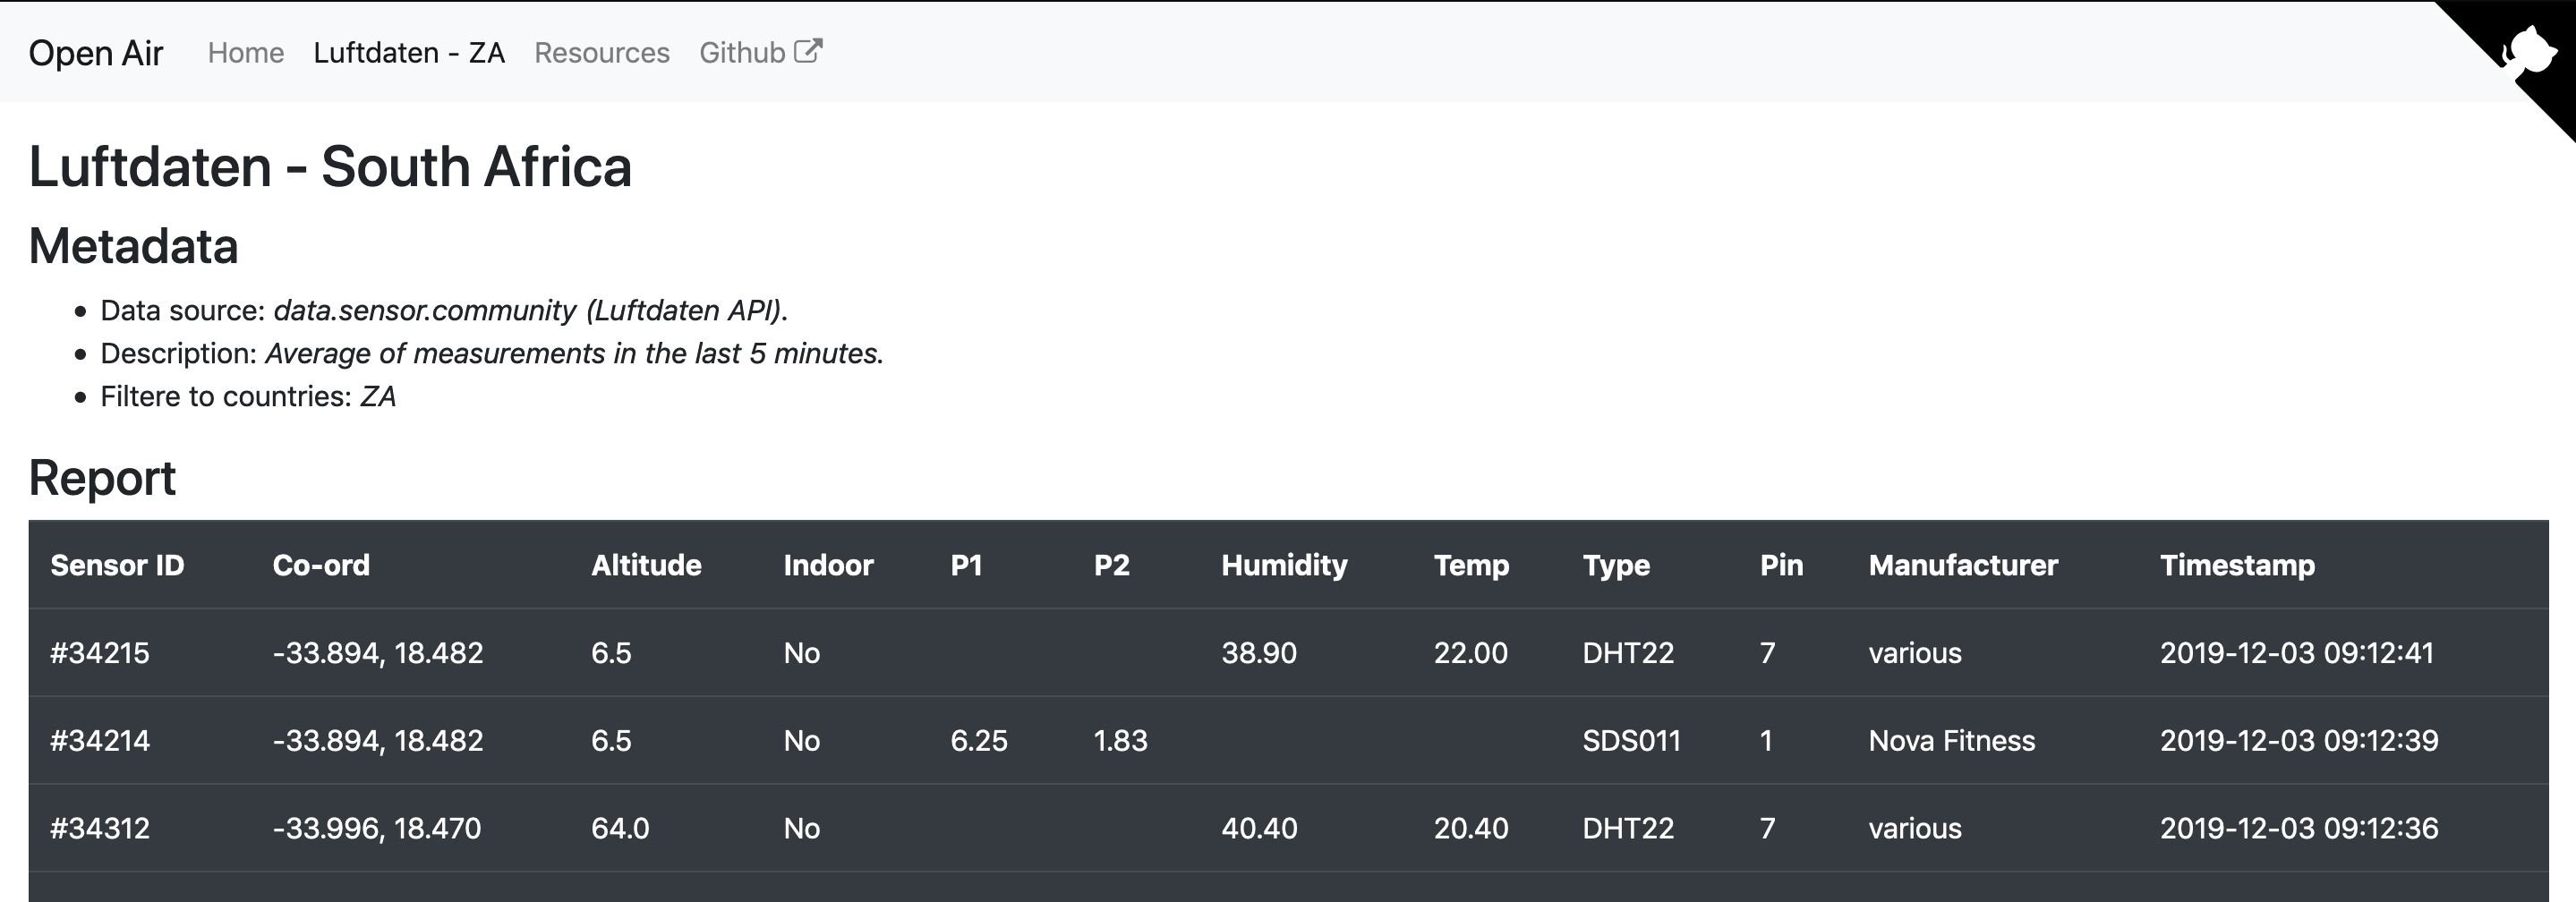 Open Air Home Luftdaten - ZA Resources Github
Luftdaten - South Africa
Metadata
Data source: data.sensor.community (Luftdaten API).
Description: Average of measurements in the last 5 minutes.
Filtere to countries: ZA
Report
Sensor ID Co-ord Altitude Indoor P1 P2 Humidity Temp Type Pin Manufacturer Timestamp
#34215 -33.894, 18.482 6.5 No 38.90 22.00 DHT22 7 various 2019-12-03 09:12:41
#34214 -33.894, 18.482 6.5 No 6.25 1.83 SDS011 1 Nova Fitness 2019-12-03 09:12:39
#34312 -33.996, 18.470 64.0 No 40.40 20.40 DHT22 7 various 2019-12-03 09:12:36